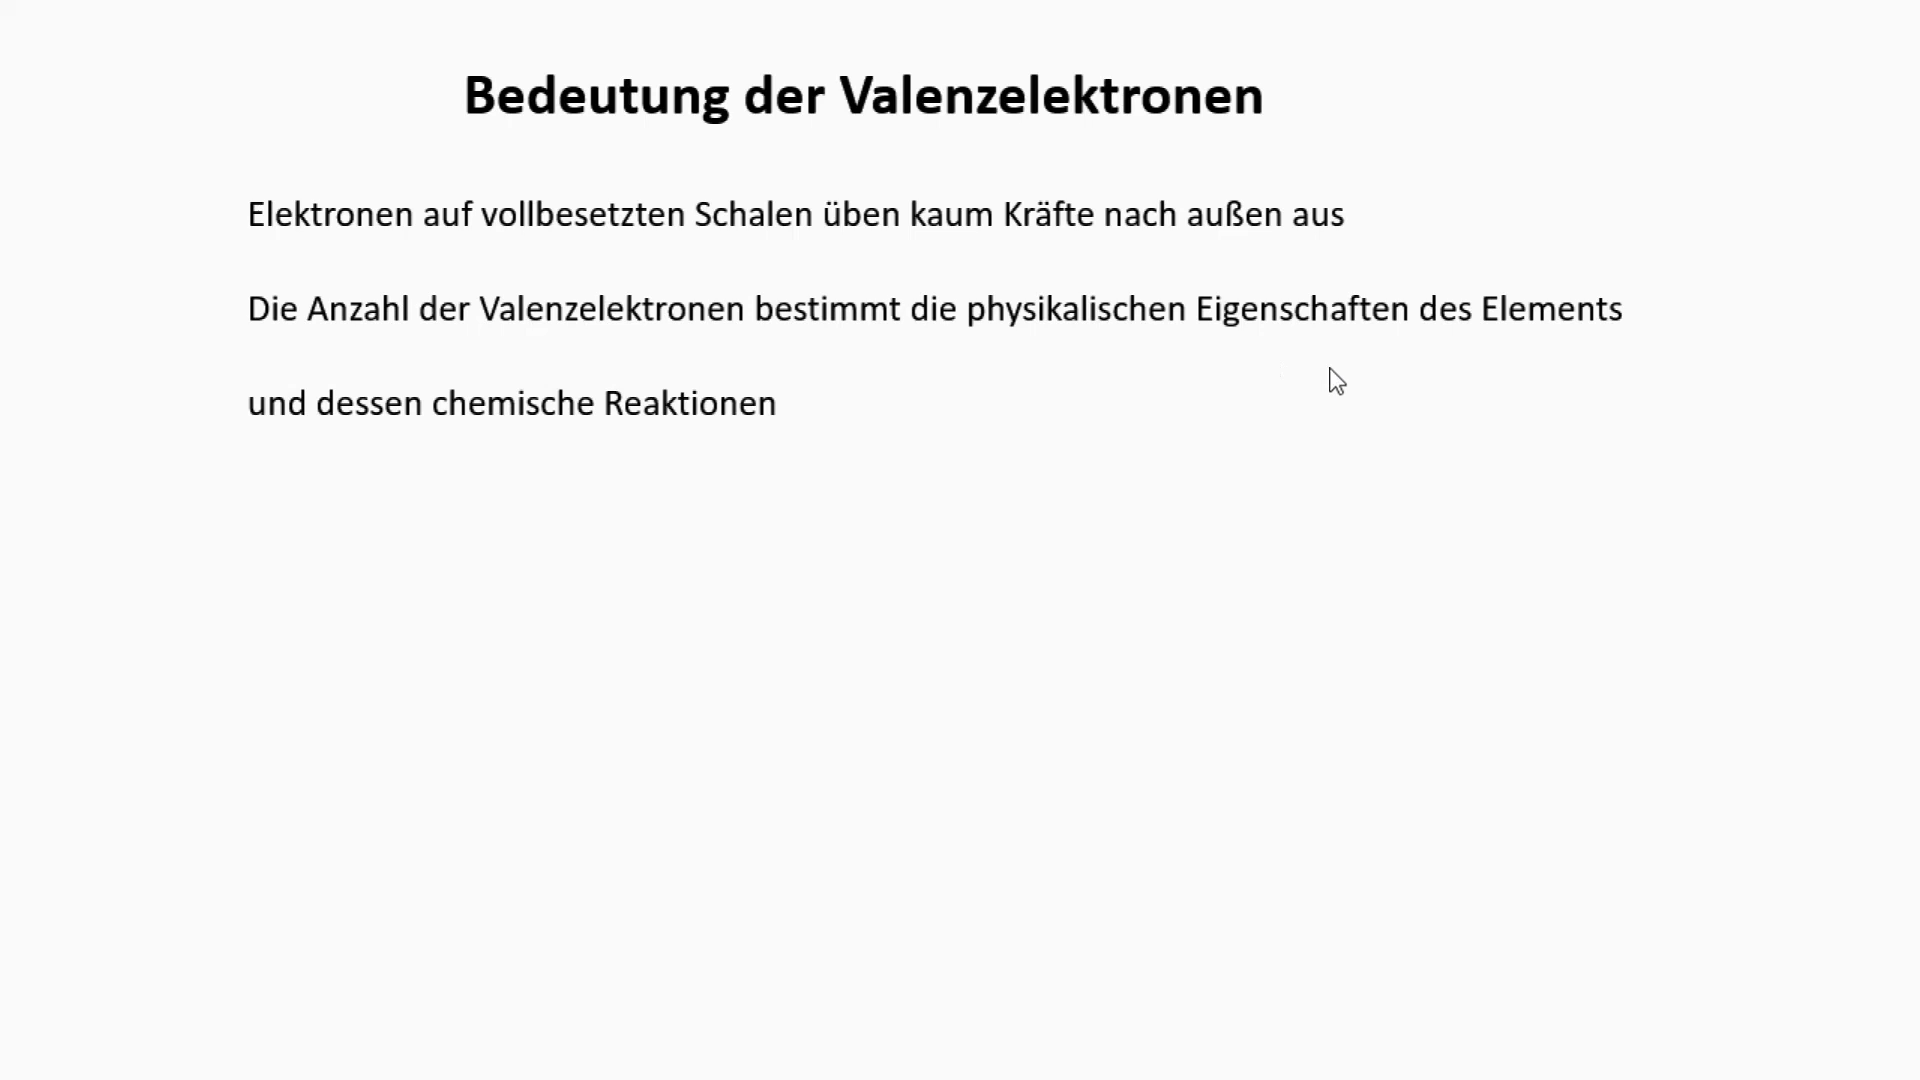 Bedeutung der Valenzelektronen
Elektronen auf vollbesetzten Schalen üben kaum Kräfte nach außen aus
Die Anzahl der Valenzelektronen bestimmt die physikalischen Eigenschaften des Elements
und dessen chemische Reaktionen